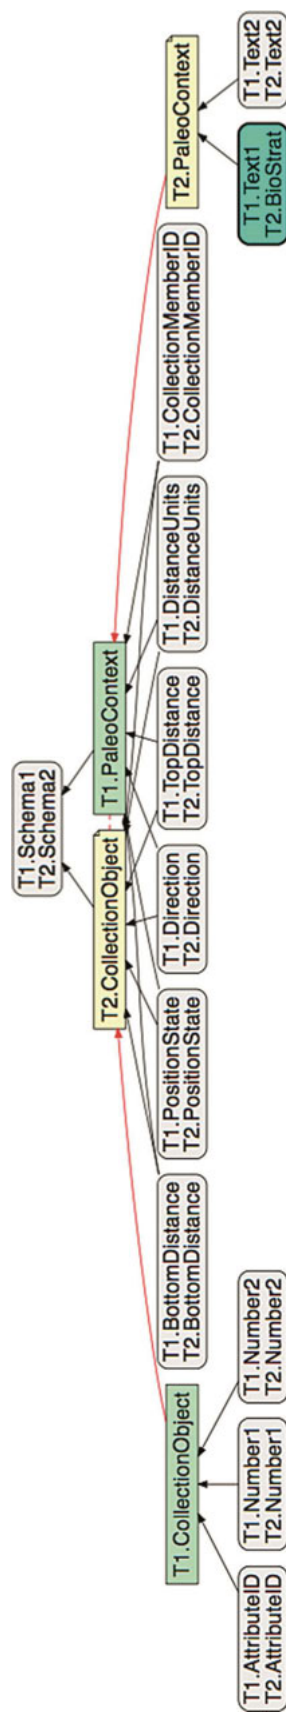 T1.Schema1
T2.Schema2
T2.CollectionObject
T1.PaleoContext
T1.CollectionObject
T1.BottomDistance
T2.BottomDistance
T1.PositionState
T2.PositionState
T1.Direction
T2.Direction
T1.TopDistance
T2.TopDistance
T1.DistanceUnits
T2.DistanceUnits
T1.CollectionMemberID
T2.CollectionMemberID
T2.PaleoContext
T1.AttributeID
T2.AttributeID
T1.Number1
T2.Number1
T1.Number2
T2.Number2
T1.Text1
T2.BioStrat
T1.Text2
T2.Text2